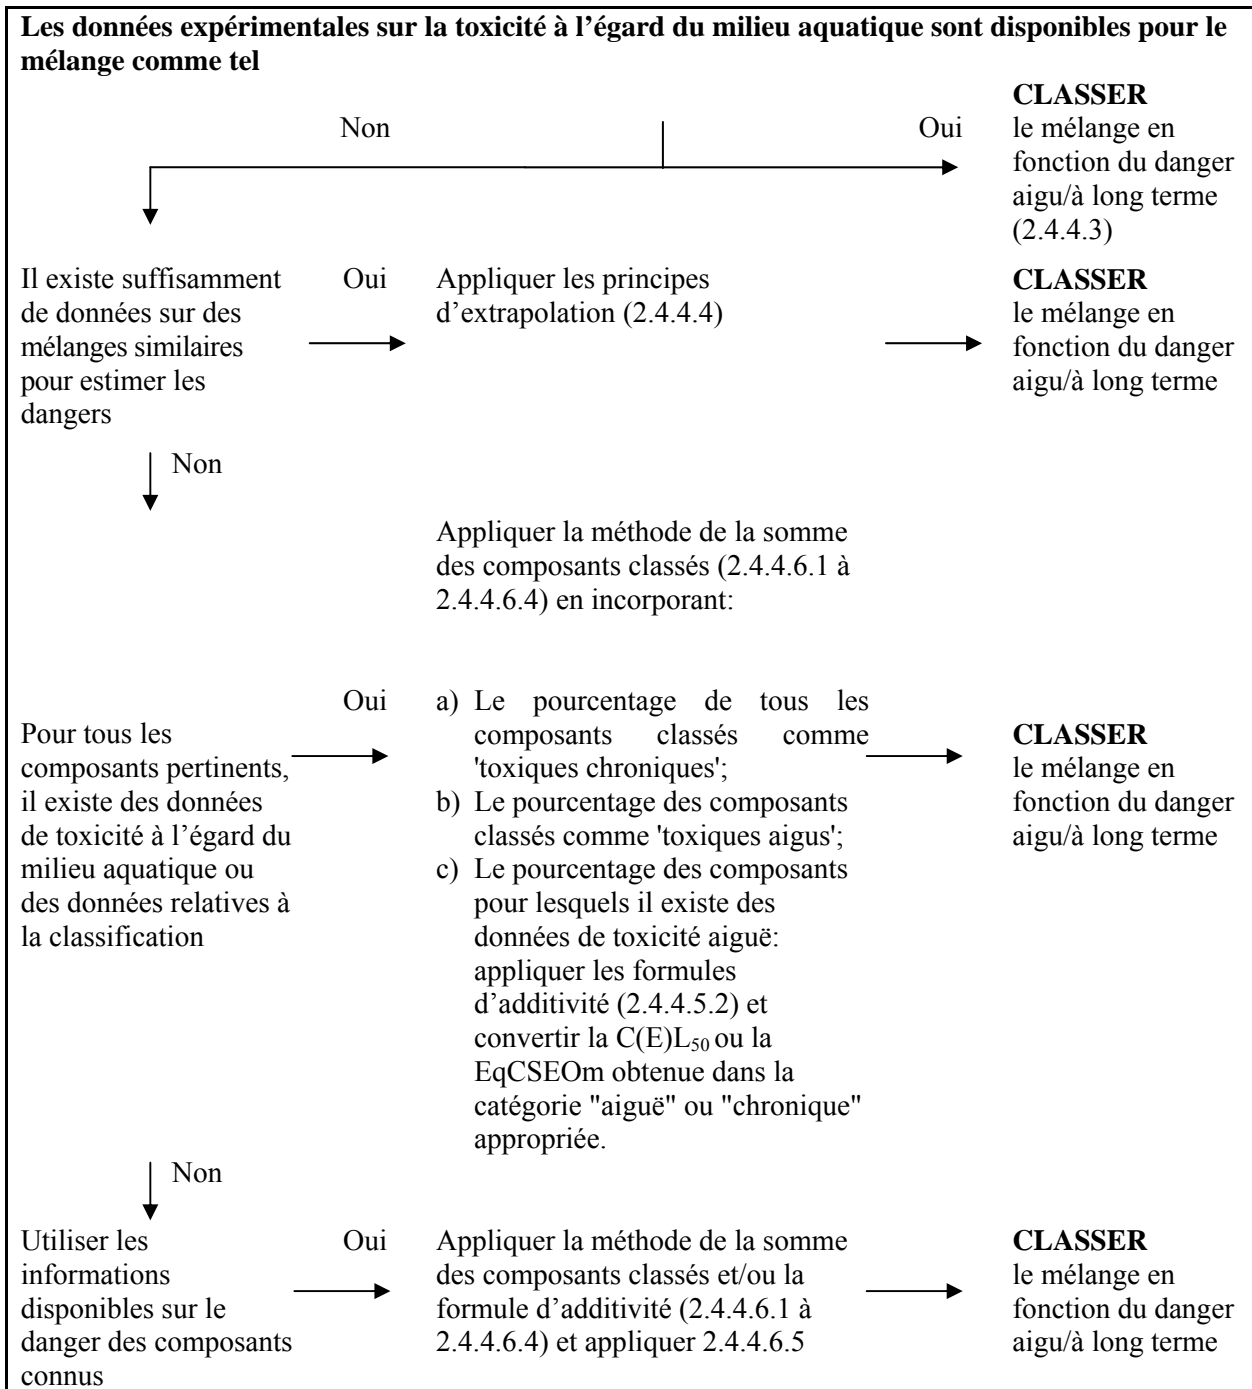 Les données expérimentales sur la toxicité à l'égard du milieu aquatique sont disponibles pour le
mélange comme tel
Non
Oui
CLASSER
le mélange en
fonction du danger
aigu/à long terme
(2.4.4.3)
Il existe suffisamment
de données sur des
mélanges similaires
pour estimer les
dangers
Oui
Appliquer les principes
d'extrapolation (2.4.4.4)
CLASSER
le mélange en
fonction du danger
aigu/à long terme
Non
Appliquer la méthode de la somme
des composants classés (2.4.4.6.1 à
2.4.4.6.4) en incorporant:
Pour tous les
composants pertinents,
il existe des données
de toxicité à l'égard du
milieu aquatique ou
des données relatives à
la classification
Oui
a) Le pourcentage de tous les
composants classés comme
'toxiques chroniques';
b) Le pourcentage des composants
classés comme 'toxiques aigus';
c) Le pourcentage des composants
pour lesquels il existe des
données de toxicité aiguë:
appliquer les formules
d'additivité (2.4.4.5.2) et
convertir la C(E)L50 ou la
EqCSEOm obtenue dans la
catégorie "aiguë" ou "chronique"
appropriée.
CLASSER
le mélange en
fonction du danger
aigu/à long terme
Non
Utiliser les
informations
disponibles sur le
danger des composants
connus
Oui
Appliquer la méthode de la somme
des composants classés et/ou la
formule d'additivité (2.4.4.6.1 à
2.4.4.6.4) et appliquer 2.4.4.6.5
CLASSER
le mélange en
fonction du danger
aigu/à long terme